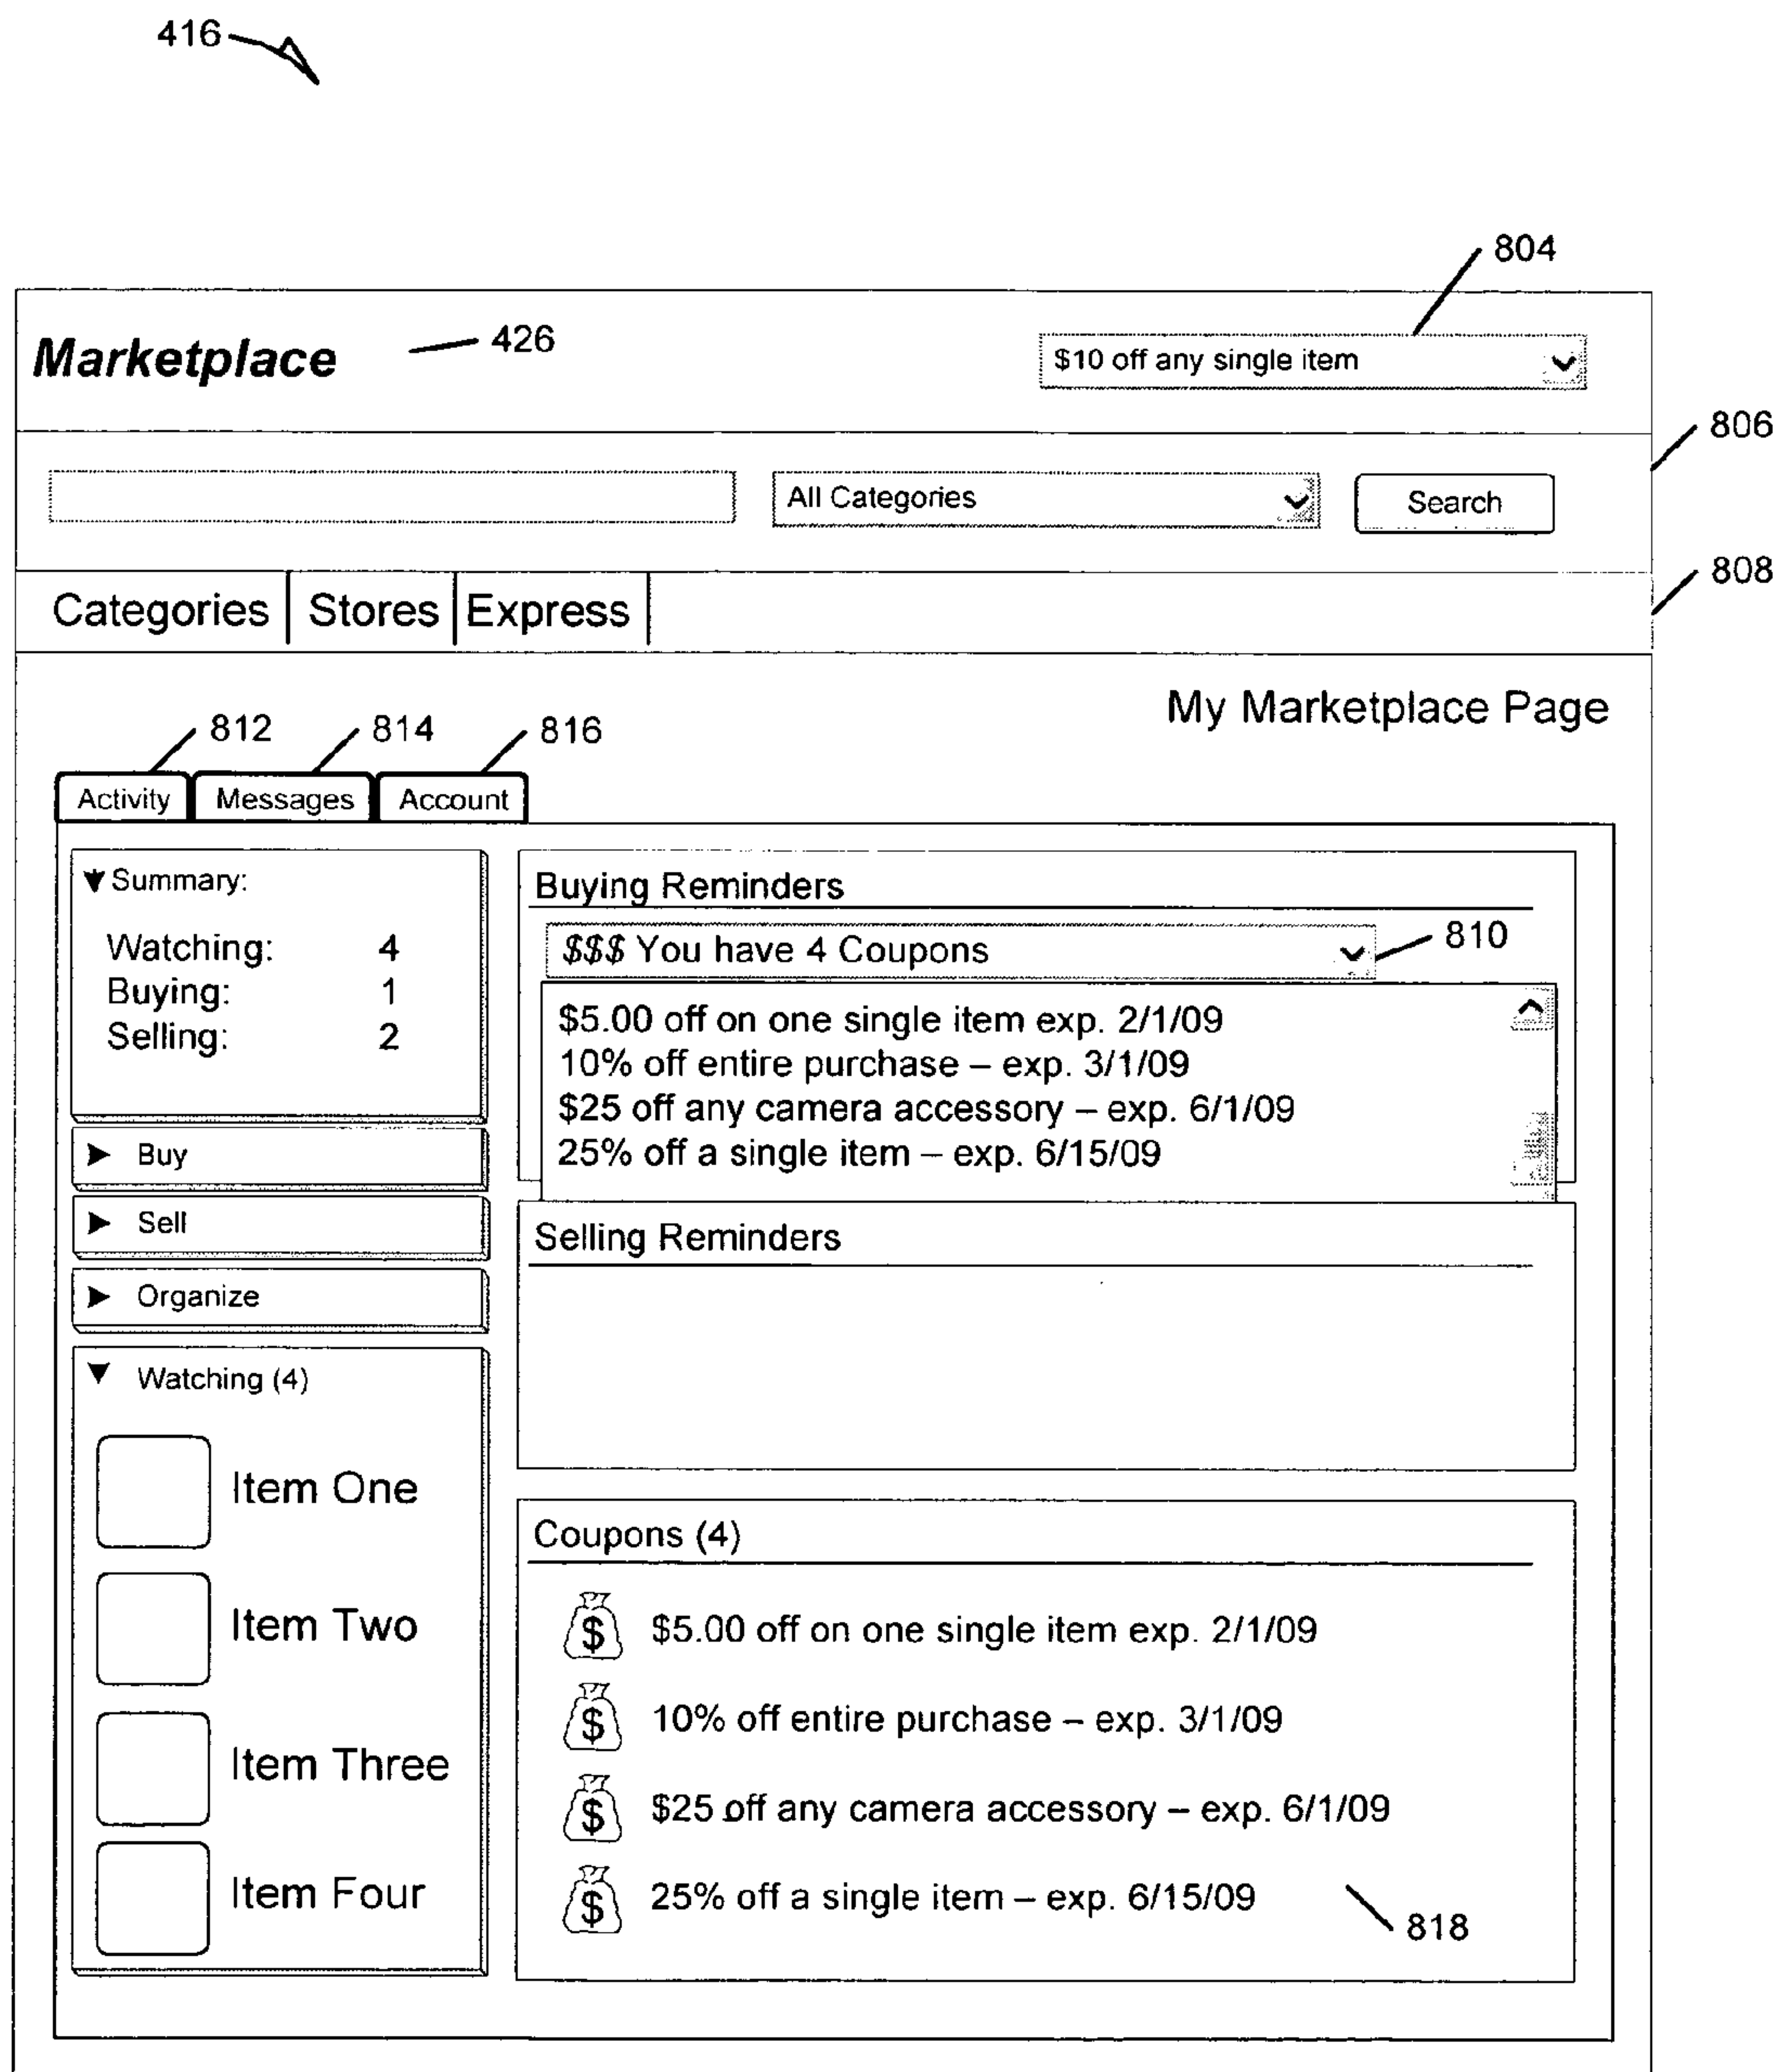 416
804
Marketplace
426
$10 off any single item
806
All Categories
Search
808
Categories
Stores
Express
My Marketplace Page
812
814
816
Activity
Messages
Account
Summary:
Watching: 4
Buying: 1
Selling: 2
Buy
Sell
Organize
Watching (4)
Item One
Item Two
Item Three
Item Four
Buying Reminders
$$$ You have 4 Coupons
810
$5.00 off on one single item exp. 2/1/09
10% off entire purchase – exp. 3/1/09
$25 off any camera accessory – exp. 6/1/09
25% off a single item – exp. 6/15/09
Selling Reminders
Coupons (4)
$ $5.00 off on one single item exp. 2/1/09
$ 10% off entire purchase – exp. 3/1/09
$ $25 off any camera accessory – exp. 6/1/09
$ 25% off a single item – exp. 6/15/09
818